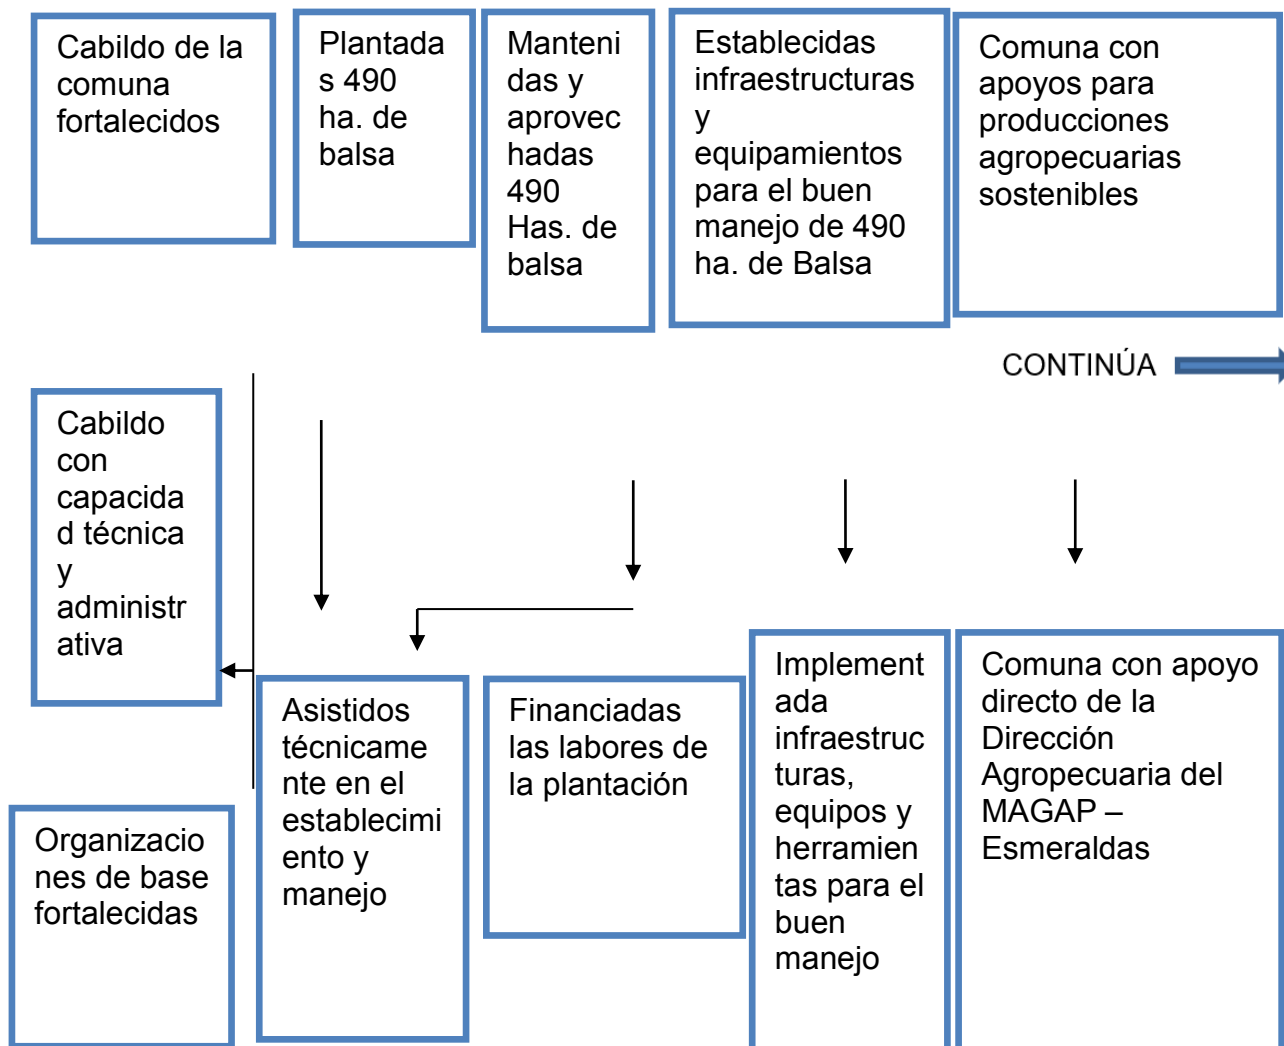 Cabildo de la
comuna
fortalecidos
Plantada
s 490
ha. de
balsa
Manteni
das y
aprovec
hadas
490
Has. de
balsa
Establecidas
infraestructuras
y
equipamientos
para el buen
manejo de 490
ha. de Balsa
Comuna con
apoyos para
producciones
agropecuarias
sostenibles
CONTINÚA
Cabildo
con
capacida
d técnica
y
administr
ativa
Organizacio
nes de base
fortalecidas
Asistidos
técnicame
nte en el
establecimi
ento y
manejo
Financiadas
las labores de
la plantación
Implement
ada
infraestruc
turas,
equipos y
herramien
tas para el
buen
manejo
Comuna con apoyo
directo de la
Dirección
Agropecuaria del
MAGAP –
Esmeraldas